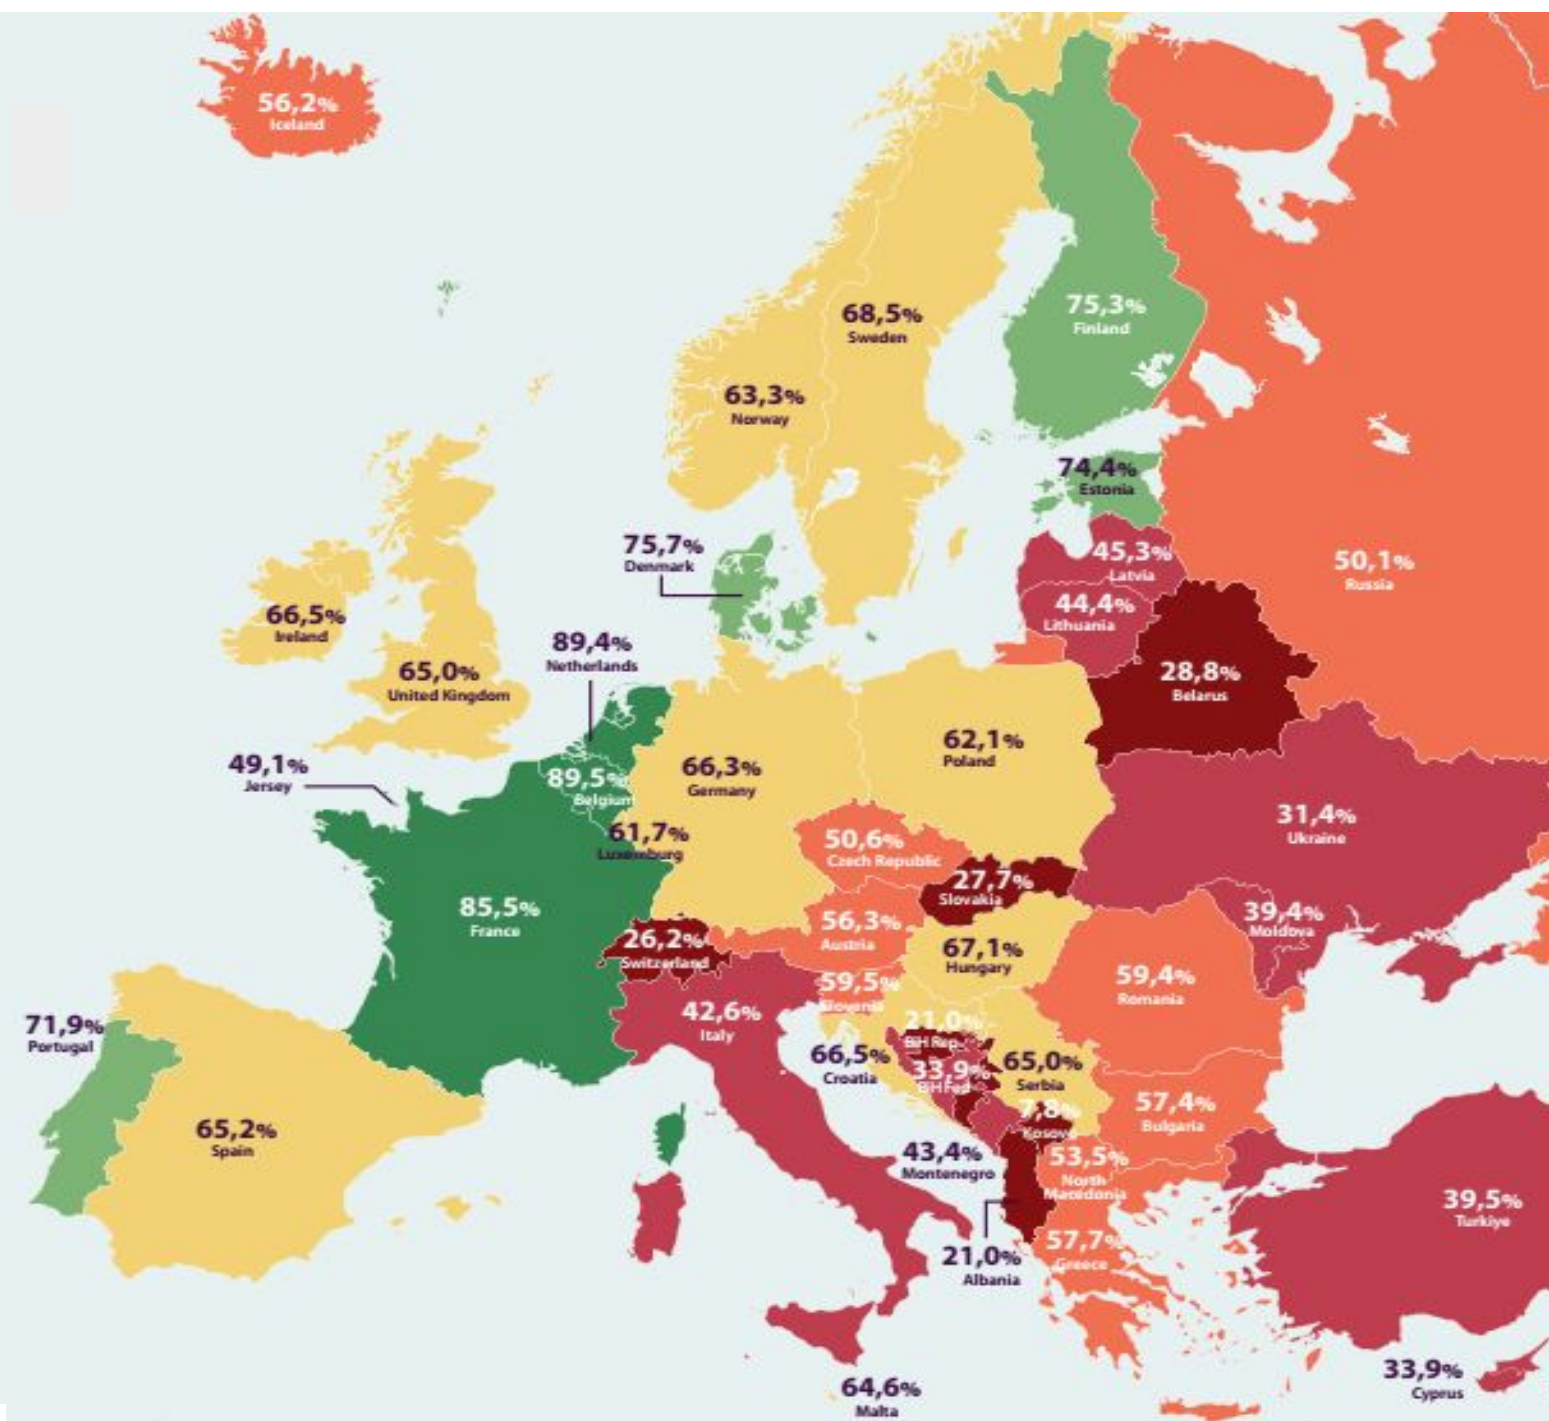 56,2%
Iceland
75,3%
Finland
68,5%
Sweden
63,3%
Norway
74,4%
Estonia
75,7%
Denmark
45,3%
Latvia
50,1%
Russia
44,4%
Lithuania
66,5%
Ireland
89,4%
Netherlands
65,0%
United Kingdom
28,8%
Belarus
49,1%
Jersey
89,5%
Belgium
66,3%
Germany
62,1%
Poland
31,4%
Ukraine
61,7%
Luxemburg
50,6%
Czech Republic
27,7%
Slovakia
85,5%
France
56,3%
Austria
39,4%
Moldova
26,2%
Switzerland
67,1%
Hungary
59,5%
Slovenia
59,4%
Romania
42,6%
Italy
71,9%
Portugal
21,0%
BiH Rep.
66,5%
Croatia
33,9%
BiH Fed
65,0%
Serbia
65,2%
Spain
7,8%
Kosovo
57,4%
Bulgaria
43,4%
Montenegro
53,5%
North
Macedonia
39,5%
Turkiye
57,7%
Greece
21,0%
Albania
33,9%
Cyprus
64,6%
Malta